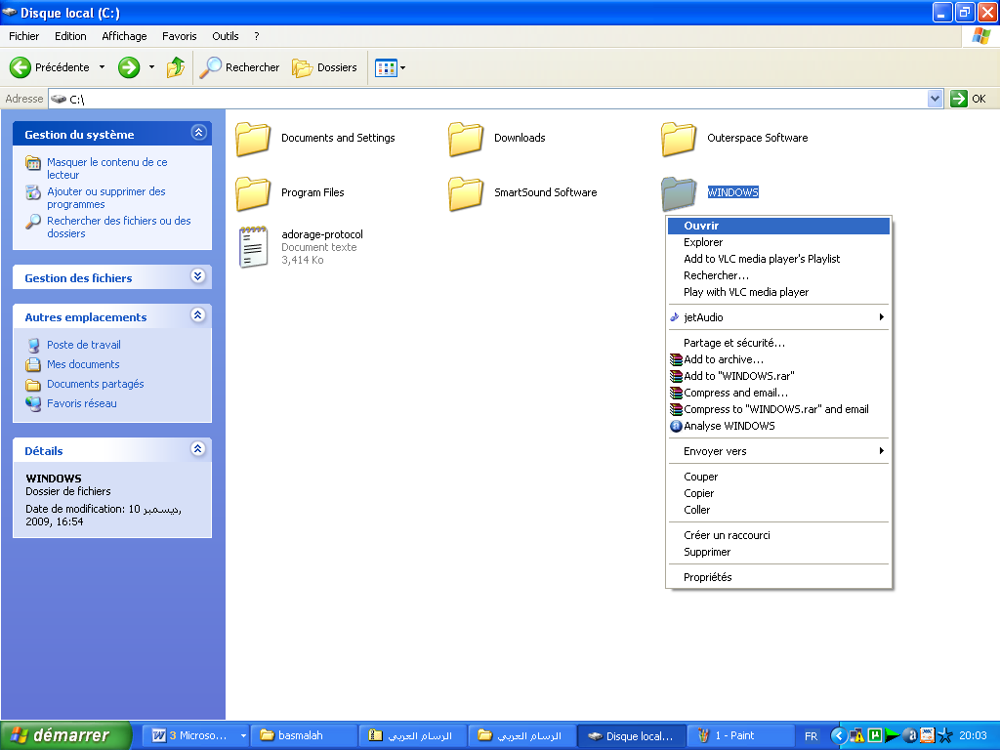 Disque local (C:)
Fichier Edition Affichage Favoris Outils ?
Précédente Rechercher Dossiers
Adresse C:\ OK
Gestion du système
Masquer le contenu de ce
lecteur
Ajouter ou supprimer des
programmes
Rechercher des fichiers ou des
dossiers
Gestion des fichiers
Autres emplacements
Poste de travail
Mes documents
Documents partagés
Favoris réseau
Détails
WINDOWS
Dossier de fichiers
Date de modification: 10 ديسمبر,
2009, 16:54
Documents and Settings
Downloads
Outerspace Software
Program Files
SmartSound Software
WINDOWS
adorage-protocol
Document texte
3,414 Ko
Ouvrir
Explorer
Add to VLC media player's Playlist
Rechercher...
Play with VLC media player
jetAudio
Partage et sécurité...
Add to archive...
Add to "WINDOWS.rar"
Compress and email...
Compress to "WINDOWS.rar" and email
Analyse WINDOWS
Envoyer vers
Couper
Copier
Coller
Créer un raccourci
Supprimer
Propriétés
démarrer
3 Microso...
basmalah
الرسام العربي
الرسام العربي
Disque local...
1 - Paint
FR
20:03